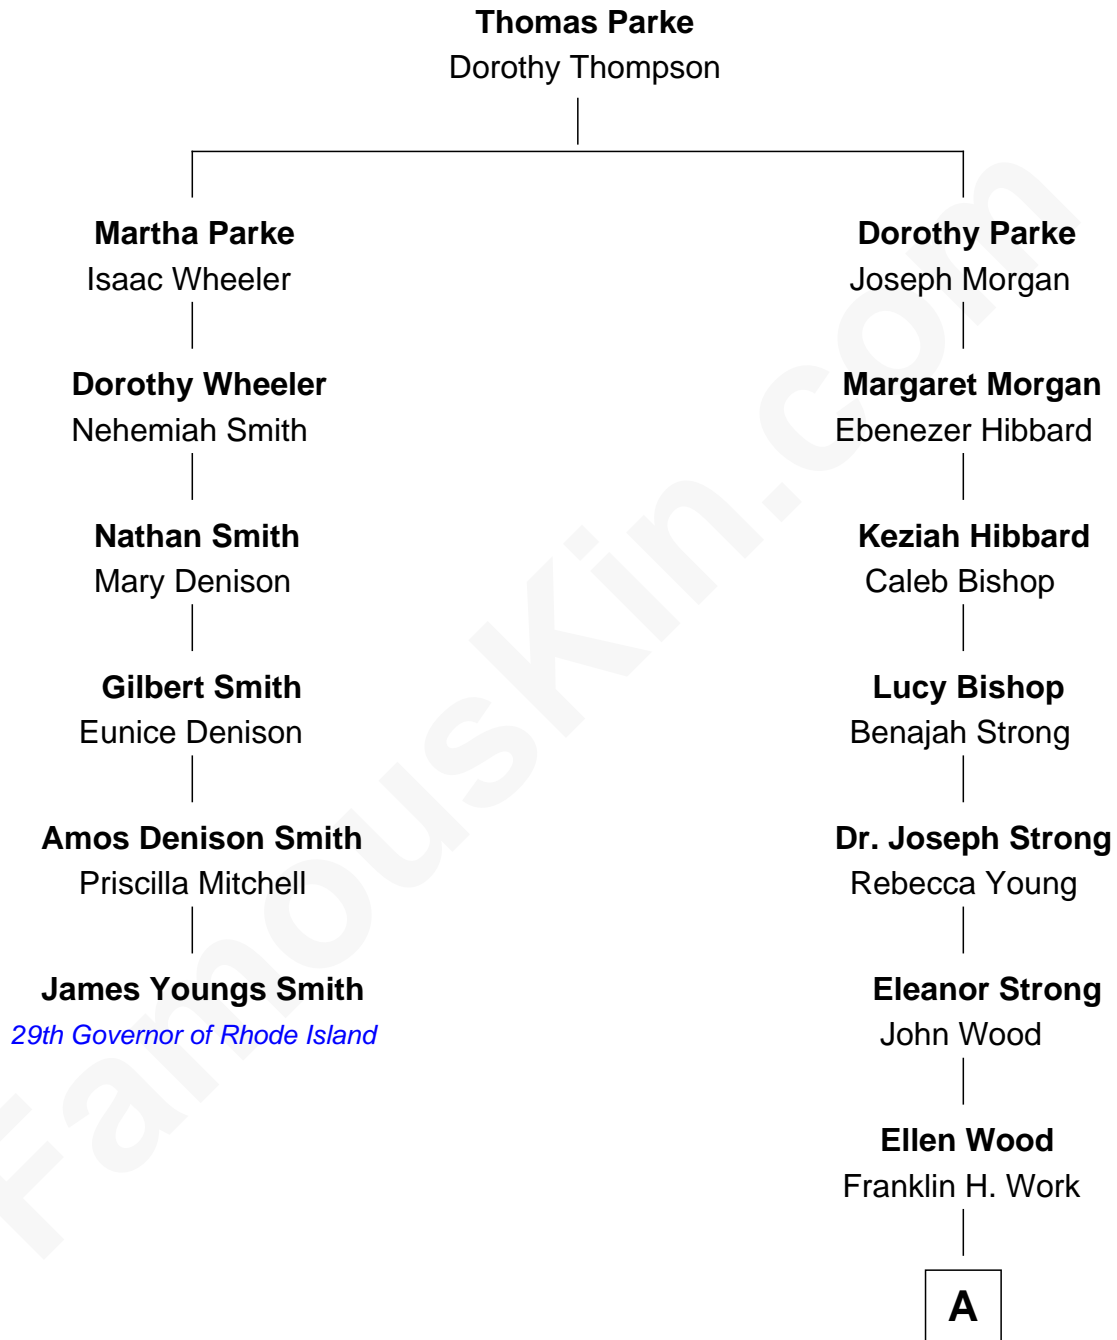 Thomas Parke
Dorothy Thompson
Martha Parke
Isaac Wheeler
Dorothy Wheeler
Nehemiah Smith
Nathan Smith
Mary Denison
Gilbert Smith
Eunice Denison
Amos Denison Smith
Priscilla Mitchell
James Youngs Smith
29th Governor of Rhode Island
Dorothy Parke
Joseph Morgan
Margaret Morgan
Ebenezer Hibbard
Keziah Hibbard
Caleb Bishop
Lucy Bishop
Benajah Strong
Dr. Joseph Strong
Rebecca Young
Eleanor Strong
John Wood
Ellen Wood
Franklin H. Work
A
FamousKin.com